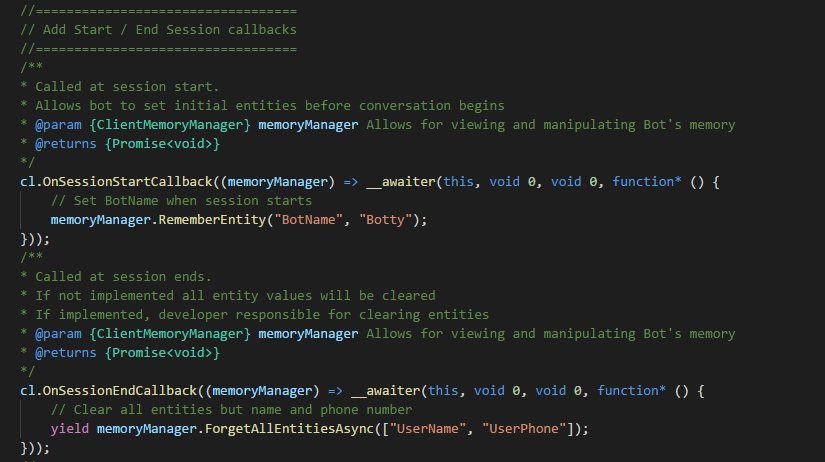 //==================================
// Add Start / End Session callbacks
//==================================
/**
* Called at session start.
* Allows bot to set initial entities before conversation begins
* @param {ClientMemoryManager} memoryManager Allows for viewing and manipulating Bot's memory
* @returns {Promise<void>}
*/
cl.OnSessionStartCallback((memoryManager) => __awaiter(this, void 0, void 0, function* () {
    // Set BotName when session starts
    memoryManager.RememberEntity("BotName", "Botty");
}));
/**
* Called at session ends.
* If not implemented all entity values will be cleared
* If implemented, developer responsible for clearing entities
* @param {ClientMemoryManager} memoryManager Allows for viewing and manipulating Bot's memory
* @returns {Promise<void>}
*/
cl.OnSessionEndCallback((memoryManager) => __awaiter(this, void 0, void 0, function* () {
    // Clear all entities but name and phone number
    yield memoryManager.ForgetAllEntitiesAsync(["UserName", "UserPhone"]);
}));